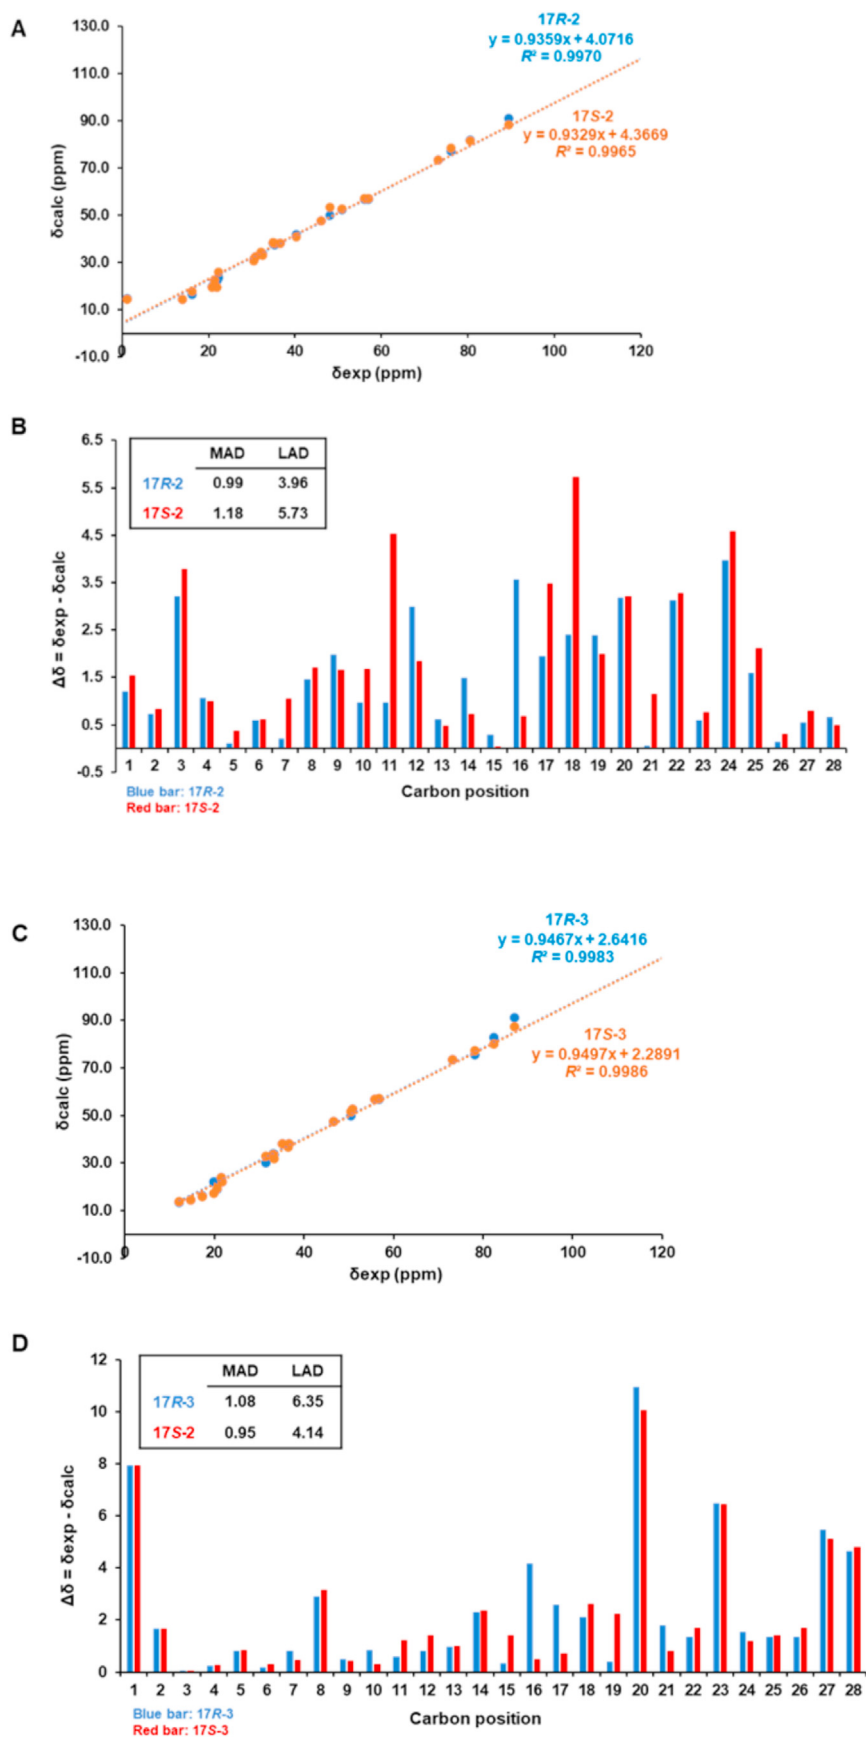 A
130.0
110.0
90.0
70.0
50.0
30.0
10.0
-10.0
δcalc (ppm)
17R-2
y = 0.9359x + 4.0716
R² = 0.9970
17S-2
y = 0.9329x + 4.3669
R² = 0.9965
0 20 40 60 80 100 120
δexp (ppm)
B
6.5
5.5
4.5
3.5
2.5
1.5
0.5
-0.5
Δδ = δexp - δcalc
MAD LAD
17R-2 0.99 3.96
17S-2 1.18 5.73
1 2 3 4 5 6 7 8 9 10 11 12 13 14 15 16 17 18 19 20 21 22 23 24 25 26 27 28
Blue bar: 17R-2
Red bar: 17S-2
Carbon position
C
130.0
110.0
90.0
70.0
50.0
30.0
10.0
-10.0
δcalc (ppm)
17R-3
y = 0.9467x + 2.6416
R² = 0.9983
17S-3
y = 0.9497x + 2.2891
R² = 0.9986
0 20 40 60 80 100 120
δexp (ppm)
D
12
10
8
6
4
2
0
Δδ = δexp - δcalc
MAD LAD
17R-3 1.08 6.35
17S-2 0.95 4.14
1 2 3 4 5 6 7 8 9 10 11 12 13 14 15 16 17 18 19 20 21 22 23 24 25 26 27 28
Blue bar: 17R-3
Red bar: 17S-3
Carbon position